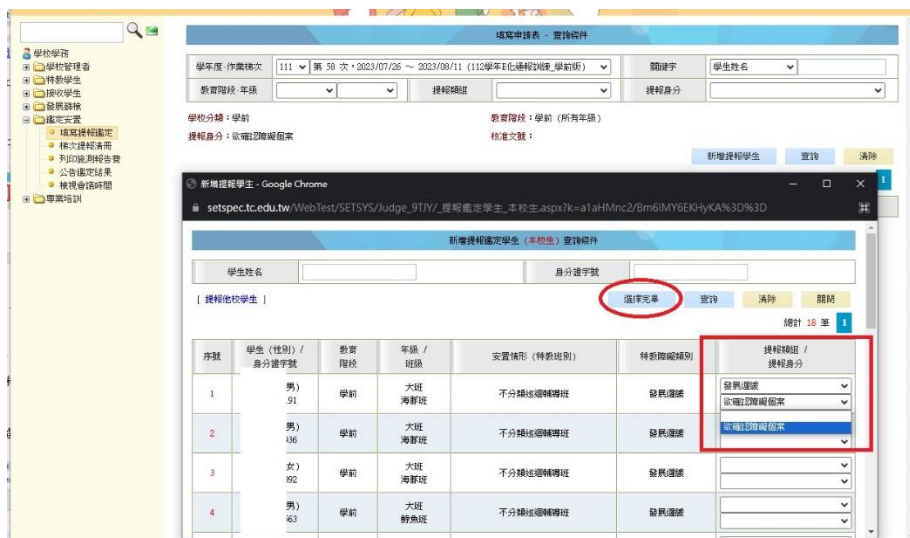 填寫申請表 - 查詢條件
學校學務
學校管理者
特教學生
接收學生
發展篩檢
鑑定安置
填寫提報鑑定
梯次提報清冊
列印施測報告費
公告鑑定結果
檢視會議時間
專業培訓
學年度-作業梯次 111 第 58 次,2023/07/26 ~ 2023/08/11 (112學年E化通報訓練_學前版) 關鍵字 學生姓名
教育階段-年級 提報類組 提報身分
學校分類:學前 教育階段:學前 (所有年級)
提報身分:欲確認障礙個案 核准文號:
新增提報學生 查詢 清除
1
新增提報學生 - Google Chrome
setspec.tc.edu.tw/WebTest/SETSYS/Judge_9TJY/_提報鑑定學生_本校生.aspx?k=a1aHMnc2/Bm6IMY6EKHyKA%3D%3D
新增提報鑑定學生 (本校生) 查詢條件
學生姓名 身分證字號
[ 提報他校學生 ] 選擇完畢 查詢 清除 關閉
總計 18 筆 1
序號 學生 (性別) / 身分證字號 教育階段 年級 / 班級 安置情形 (特教班別) 特教障礙類別 提報類組 / 提報身分
1 男) 學前 大班 不分類巡迴輔導班 發展遲緩 發展遲緩
.91 海豚班 欲確認障礙個案
2 男) 學前 大班 不分類巡迴輔導班 發展遲緩 欲確認障礙個案
436 海豚班
3 女) 學前 大班 不分類巡迴輔導班 發展遲緩
092 海豚班
4 男) 學前 大班 不分類巡迴輔導班 發展遲緩
563 鯨魚班